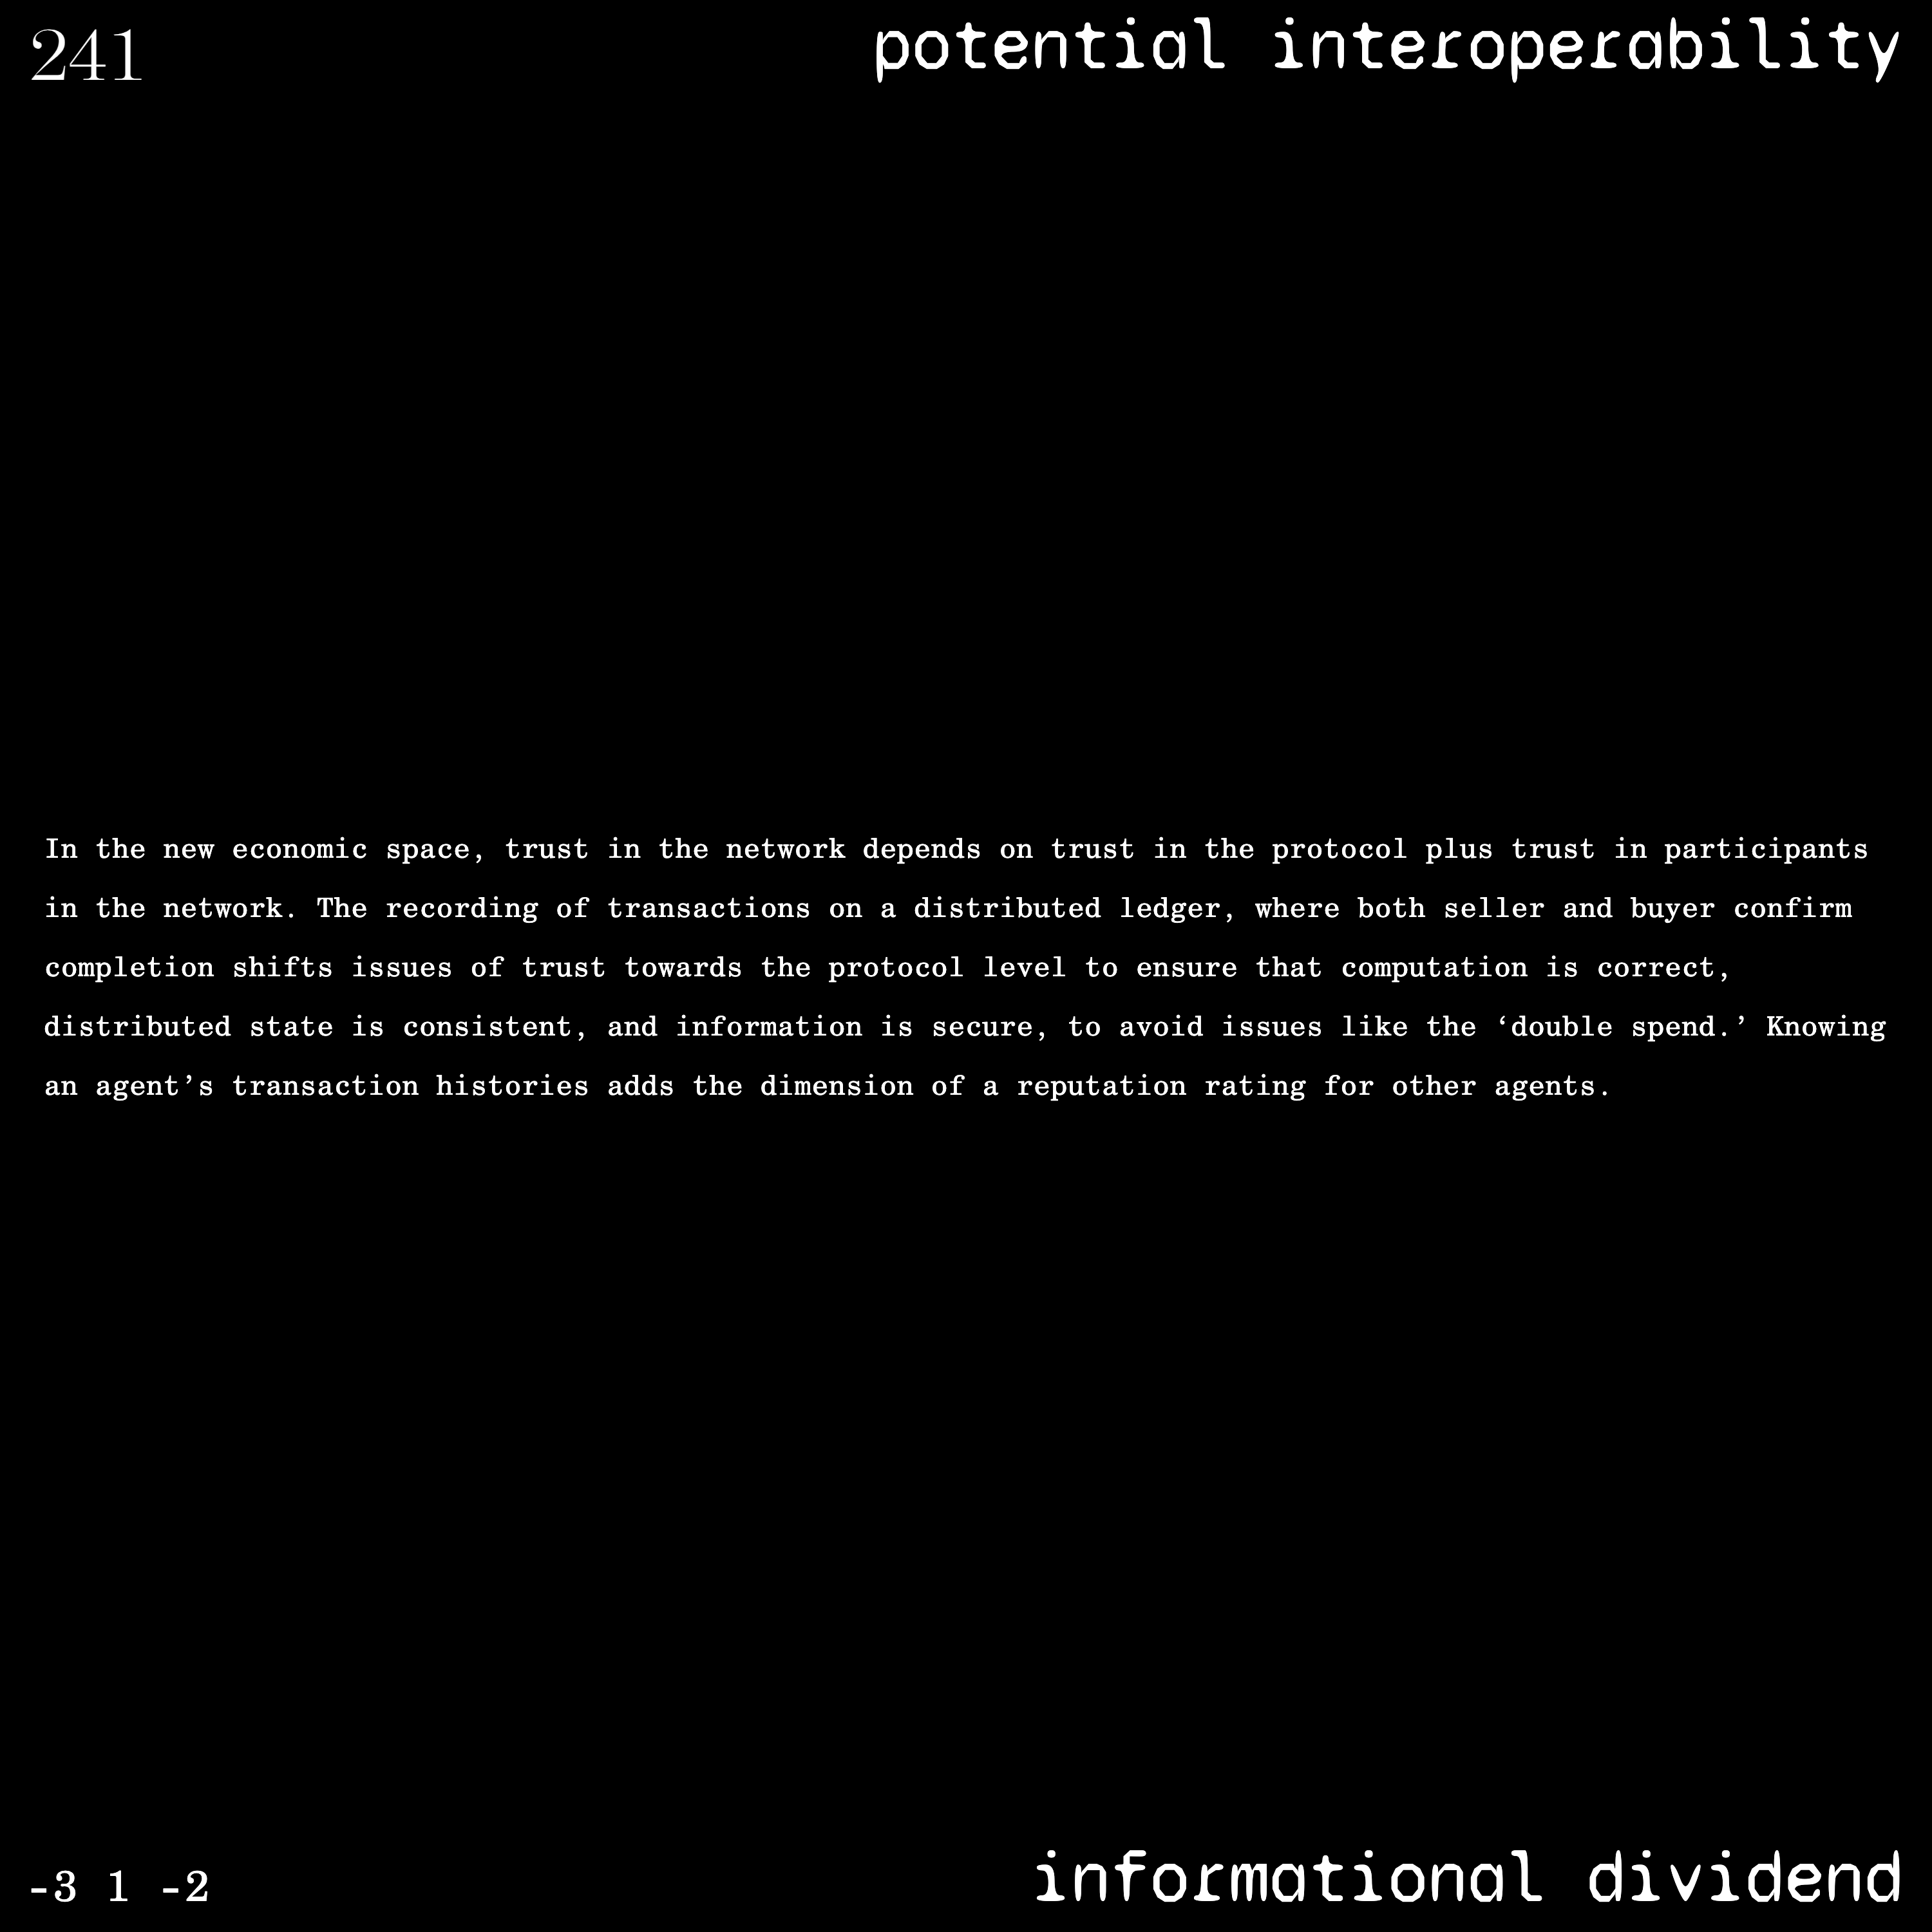 241
potential interoperability
In the new economic space, trust in the network depends on trust in the protocol plus trust in participants
in the network. The recording of transactions on a distributed ledger, where both seller and buyer confirm
completion shifts issues of trust towards the protocol level to ensure that computation is correct,
distributed state is consistent, and information is secure, to avoid issues like the ‘double spend.’ Knowing
an agent’s transaction histories adds the dimension of a reputation rating for other agents.
-3 1 -2
informational dividend